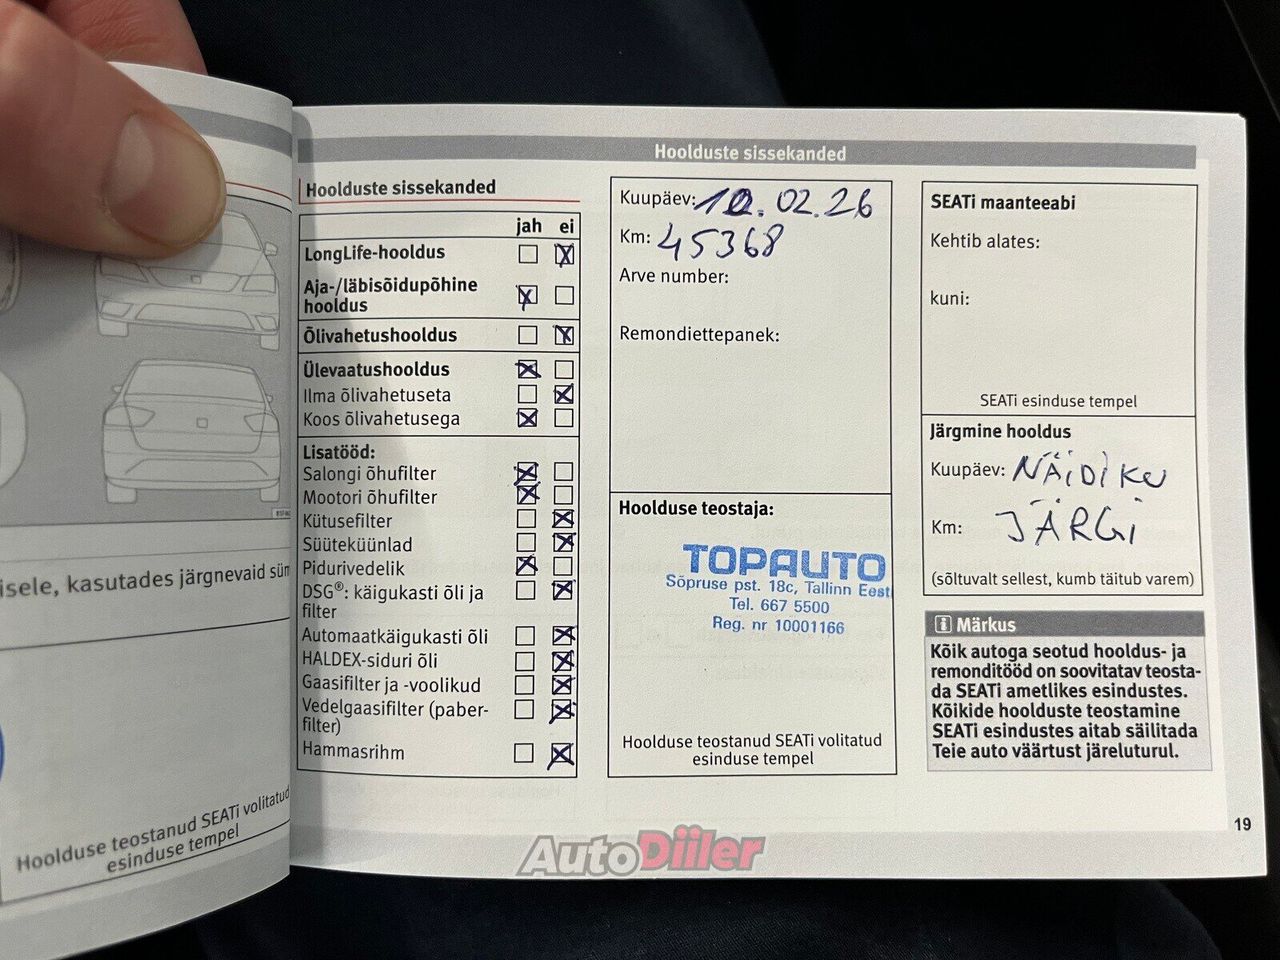 Hoolduste sissekanded
Hoolduste sissekanded
jah ei
LongLife-hooldus
Aja-/läbisõidupõhine
hooldus
Õlivahetushooldus
Ülevaatushooldus
Ilma õlivahetuseta
Koos õlivahetusega
Lisatööd:
Salongi õhufilter
Mootori õhufilter
Kütusefilter
Süüteküünlad
Pidurivedelik
DSG®: käigukasti õli ja
filter
Automaatkäigukasti õli
HALDEX-siduri õli
Gaasifilter ja -voolikud
Vedelgaasifilter (paber-
filter)
Hammasrihm
Kuupäev: 10.02.26
Km: 45368
Arve number:
Remondiettepanek:
Hoolduse teostaja:
TOPAUTO
Sõpruse pst. 18c, Tallinn Eesti
Tel. 667 5500
Reg. nr 10001166
Hoolduse teostanud SEATi volitatud
esinduse tempel
SEATi maanteeabi
Kehtib alates:
kuni:
SEATi esinduse tempel
Järgmine hooldus
Kuupäev: NÄIDIKU
Km: JÄRGI
(sõltuvalt sellest, kumb täitub varem)
Märkus
Kõik autoga seotud hooldus- ja
remonditööd on soovitatav teosta-
da SEATi ametlikes esindustes.
Kõikide hoolduste teostamine
SEATi esindustes aitab säilitada
Teie auto väärtust järeluturul.
19
isele, kasutades järgnevaid
Hoolduse teostanud SEATi volitatud
esinduse tempel
AutoDiiler